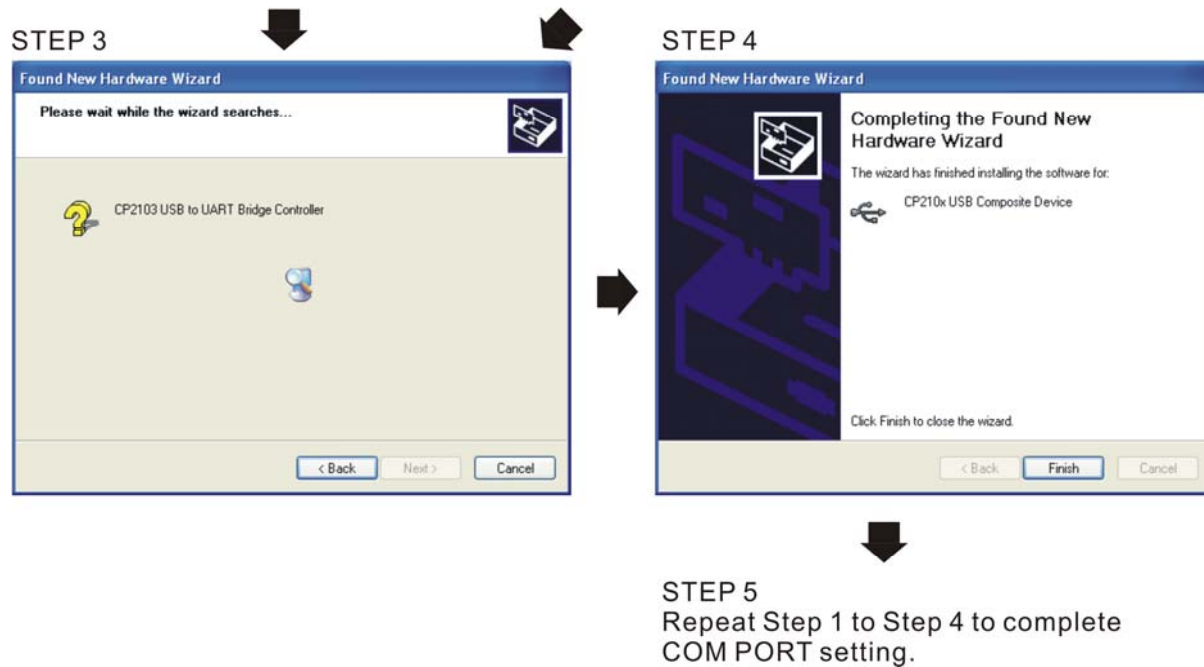 STEP 3
Found New Hardware Wizard
Please wait while the wizard searches...
CP2103 USB to UART Bridge Controller
< Back
Next >
Cancel
STEP 4
Found New Hardware Wizard
Completing the Found New
Hardware Wizard
The wizard has finished installing the software for:
CP210x USB Composite Device
Click Finish to close the wizard.
< Back
Finish
Cancel
STEP 5
Repeat Step 1 to Step 4 to complete
COM PORT setting.